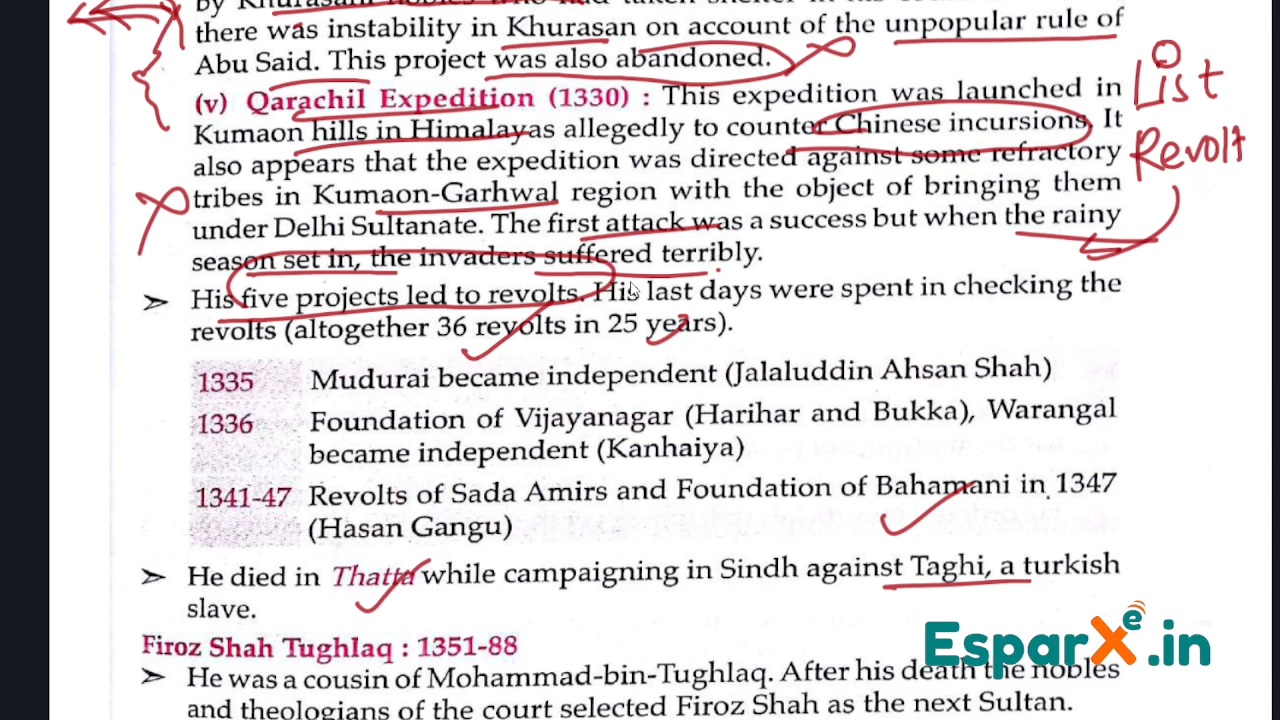 by Khurasani nobles who had taken shelter in his
there was instability in Khurasan on account of the unpopular rule of
Abu Said. This project was also abandoned.
(v) Qarachil Expedition (1330) : This expedition was launched in
Kumaon hills in Himalayas allegedly to counter Chinese incursions. It
also appears that the expedition was directed against some refractory
tribes in Kumaon-Garhwal region with the object of bringing them
under Delhi Sultanate. The first attack was a success but when the rainy
season set in, the invaders suffered terribly.
List
Revolt
➢ His five projects led to revolts. His last days were spent in checking the
revolts (altogether 36 revolts in 25 years).
1335 Mudurai became independent (Jalaluddin Ahsan Shah)
1336 Foundation of Vijayanagar (Harihar and Bukka), Warangal
became independent (Kanhaiya)
1341-47 Revolts of Sada Amirs and Foundation of Bahamani in 1347
(Hasan Gangu)
➢ He died in Thatta while campaigning in Sindh against Taghi, a turkish
slave.
Firoz Shah Tughlaq : 1351-88
➢ He was a cousin of Mohammad-bin-Tughlaq. After his death the nobles
and theologians of the court selected Firoz Shah as the next Sultan.
EsparXe.in